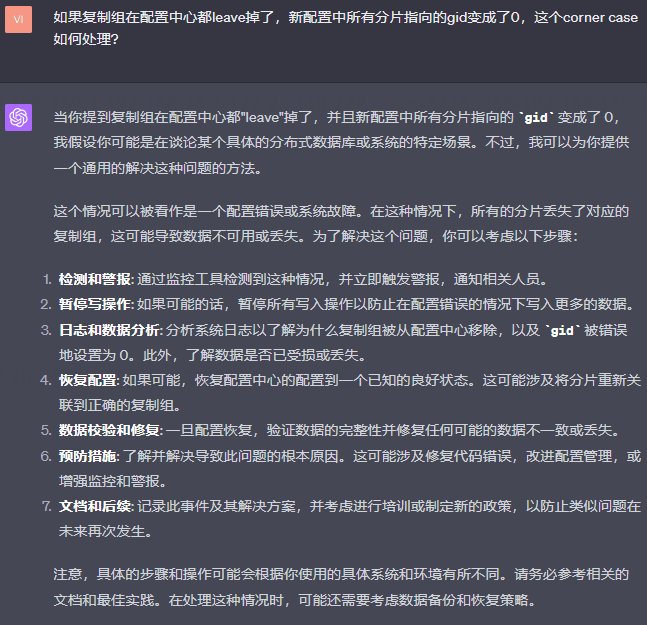 VI
如果复制组在配置中心都leave掉了，新配置中所有分片指向的gid变成了0，这个corner case
如何处理？
当你提到复制组在配置中心都"leave"掉了，并且新配置中所有分片指向的 `gid` 变成了 0，
我假设你可能是在谈论某个具体的分布式数据库或系统的特定场景。不过，我可以为你提供
一个通用的解决这种问题的方法。
这个情况可以被看作是一个配置错误或系统故障。在这种情况下，所有的分片丢失了对应的
复制组，这可能导致数据不可用或丢失。为了解决这个问题，你可以考虑以下步骤：
1. 检测和警报: 通过监控工具检测到这种情况，并立即触发警报，通知相关人员。
2. 暂停写操作: 如果可能的话，暂停所有写入操作以防止在配置错误的情况下写入更多的数据。
3. 日志和数据分析: 分析系统日志以了解为什么复制组被从配置中心移除，以及 `gid` 被错误
地设置为 0。此外，了解数据是否已受损或丢失。
4. 恢复配置: 如果可能，恢复配置中心的配置到一个已知的良好状态。这可能涉及将分片重新关
联到正确的复制组。
5. 数据校验和修复: 一旦配置恢复，验证数据的完整性并修复任何可能的数据不一致或丢失。
6. 预防措施: 了解并解决导致此问题的根本原因。这可能涉及修复代码错误，改进配置管理，或
增强监控和警报。
7. 文档和后续: 记录此事件及其解决方案，并考虑进行培训或制定新的政策，以防止类似问题在
未来再次发生。
注意，具体的步骤和操作可能会根据你使用的具体系统和环境有所不同。请务必参考相关的
文档和最佳实践。在处理这种情况时，可能还需要考虑数据备份和恢复策略。